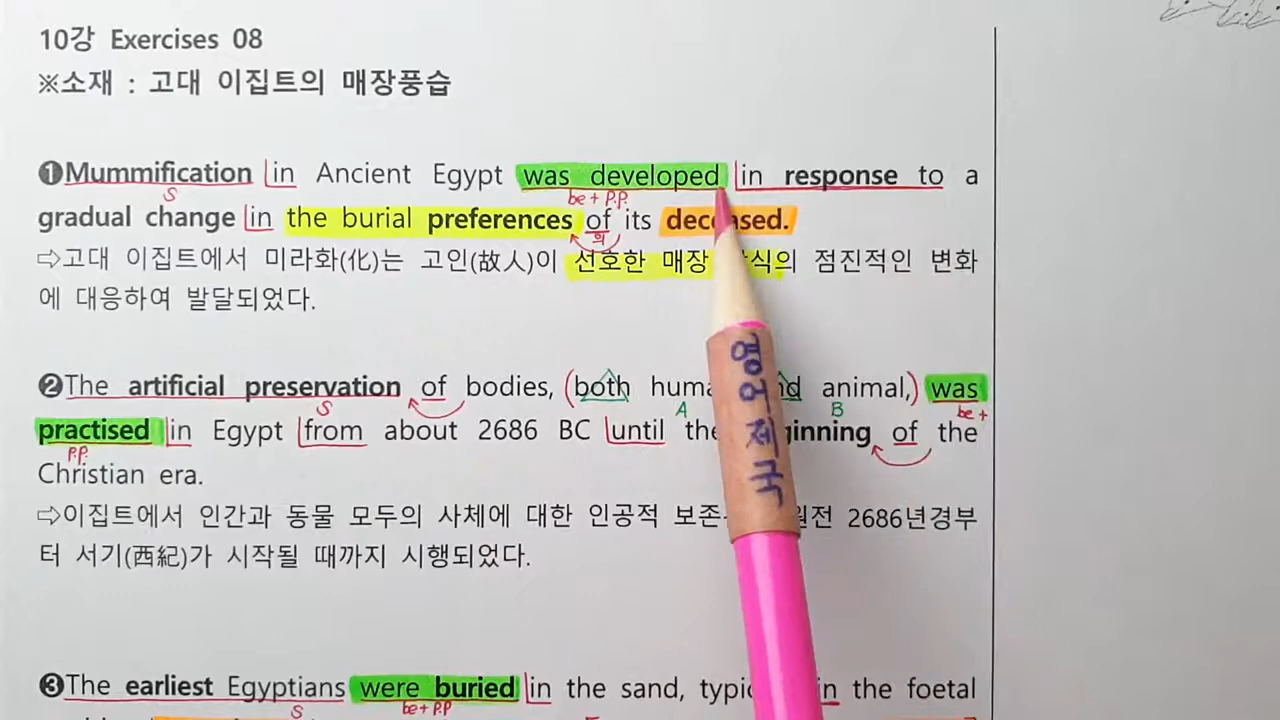 10강 Exercises 08
※소재 : 고대 이집트의 매장풍습
❶Mummification in Ancient Egypt was developed in response to a
S
be + P.P.
gradual change in the burial preferences of its deceased.
의
⇨고대 이집트에서 미라화(化)는 고인(故人)이 선호한 매장 의 점진적인 변화
에 대응하여 발달되었다.
❷The artificial preservation of bodies, (both and animal,) was
S
A
B
be +
practised in Egypt from about 2686 BC until the of the
P.P.
Christian era.
⇨이집트에서 인간과 동물 모두의 사체에 대한 인공적 2686년경부
터 서기(西紀)가 시작될 때까지 시행되었다.
❸The earliest Egyptians were buried in the sand, in the foetal
S
be + P.P
영어제국